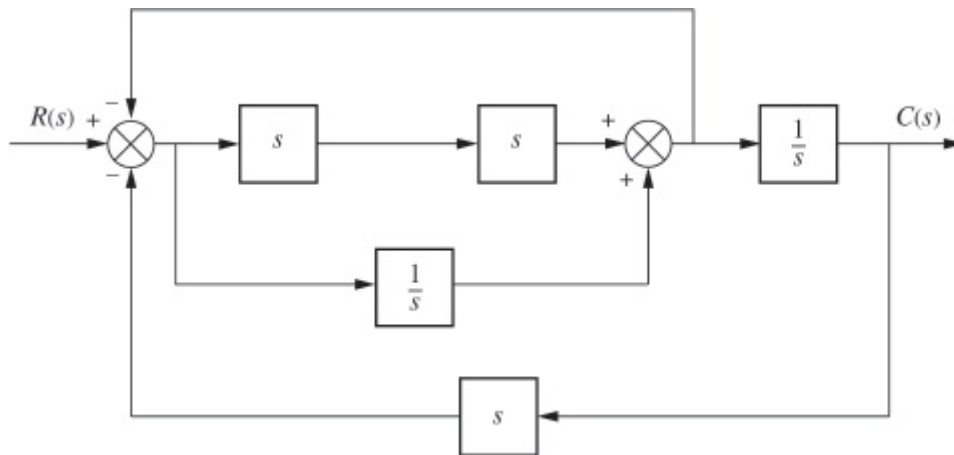 −
R(s) + s s + 1/s C(s)
− +
1/s
s